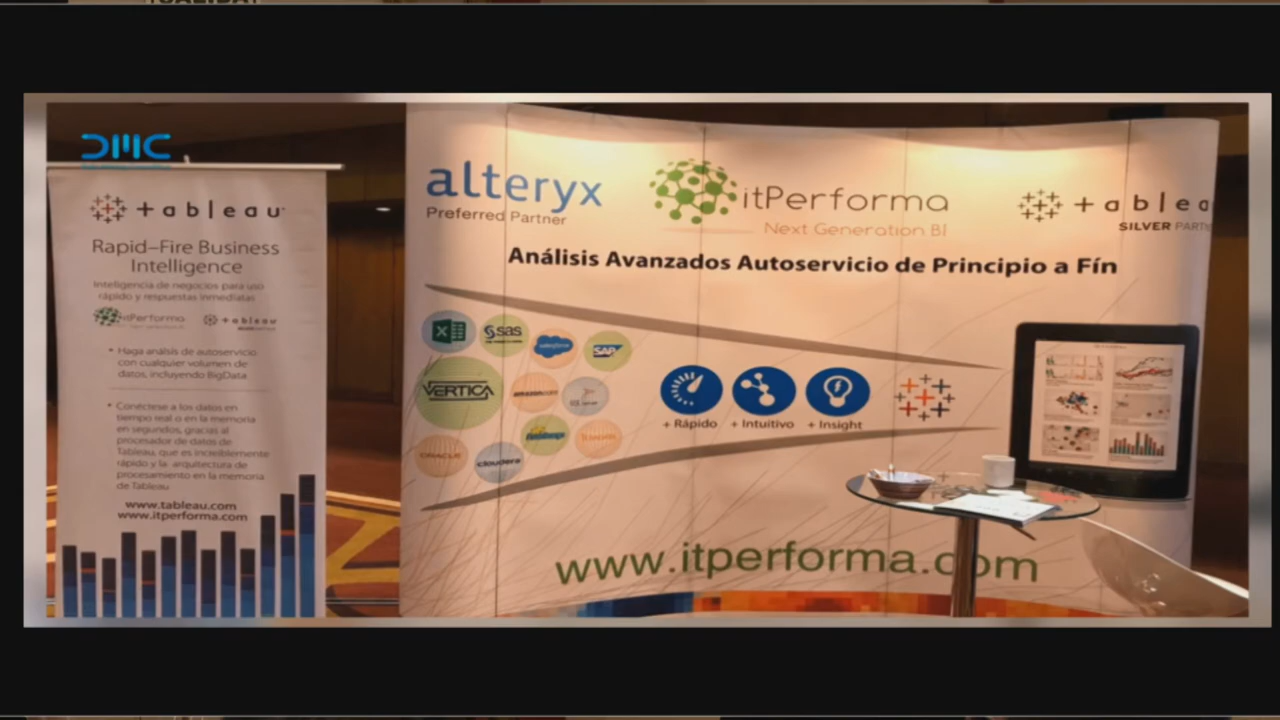 DMC
+ a b l e a u
Rapid-Fire Business
Intelligence
Inteligencia de negocios para uso
rápido y respuestas inmediatas
itPerforma
+ a b l e a u
• Haga análisis de autoservicio
con cualquier volumen de
datos, incluyendo BigData
• Conéctese a los datos en
tiempo real o en la memoria
en segundos, gracias al
procesador de datos de
Tableau, que es increíblemente
rápido y la arquitectura de
procesamiento en la memoria
de Tableau
www.tableau.com
www.itperforma.com
alteryx
Preferred Partner
itPerforma
Next Generation BI
+ a b l e a
SILVER PART
Análisis Avanzados Autoservicio de Principio a Fín
sas
salesforce
SAP
VERTICA
amazon.com
ORACLE
cloudera
+ Rápido
+ Intuitivo
+ Insight
www.itperforma.com